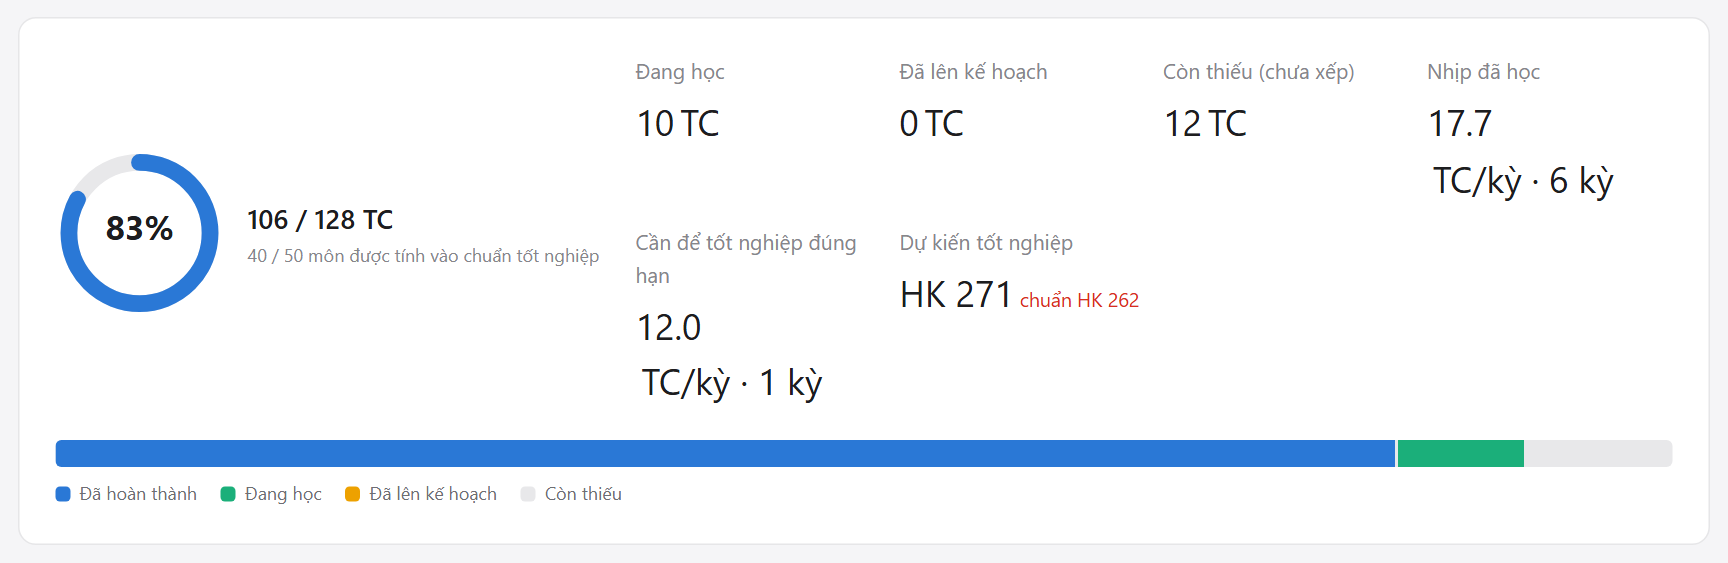 83%
106 / 128 TC
40 / 50 môn được tính vào chuẩn tốt nghiệp
Đang học
10 TC
Đã lên kế hoạch
0 TC
Còn thiếu (chưa xếp)
12 TC
Nhịp đã học
17.7
TC/kỳ · 6 kỳ
Cần để tốt nghiệp đúng
hạn
12.0
TC/kỳ · 1 kỳ
Dự kiến tốt nghiệp
HK 271 chuẩn HK 262
Đã hoàn thành
Đang học
Đã lên kế hoạch
Còn thiếu